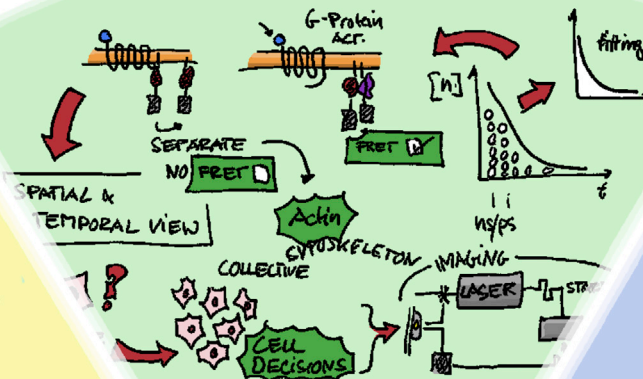 G-Protein
ACT.
Fitting
[n.]
SEPARATE
NO FRET
FRET
t
ns/ps
SPATIAL &
TEMPORAL VIEW
Actin
CYTOSKELETON
COLLECTIVE
IMAGING
LASER
?
CELL
DECISIONS